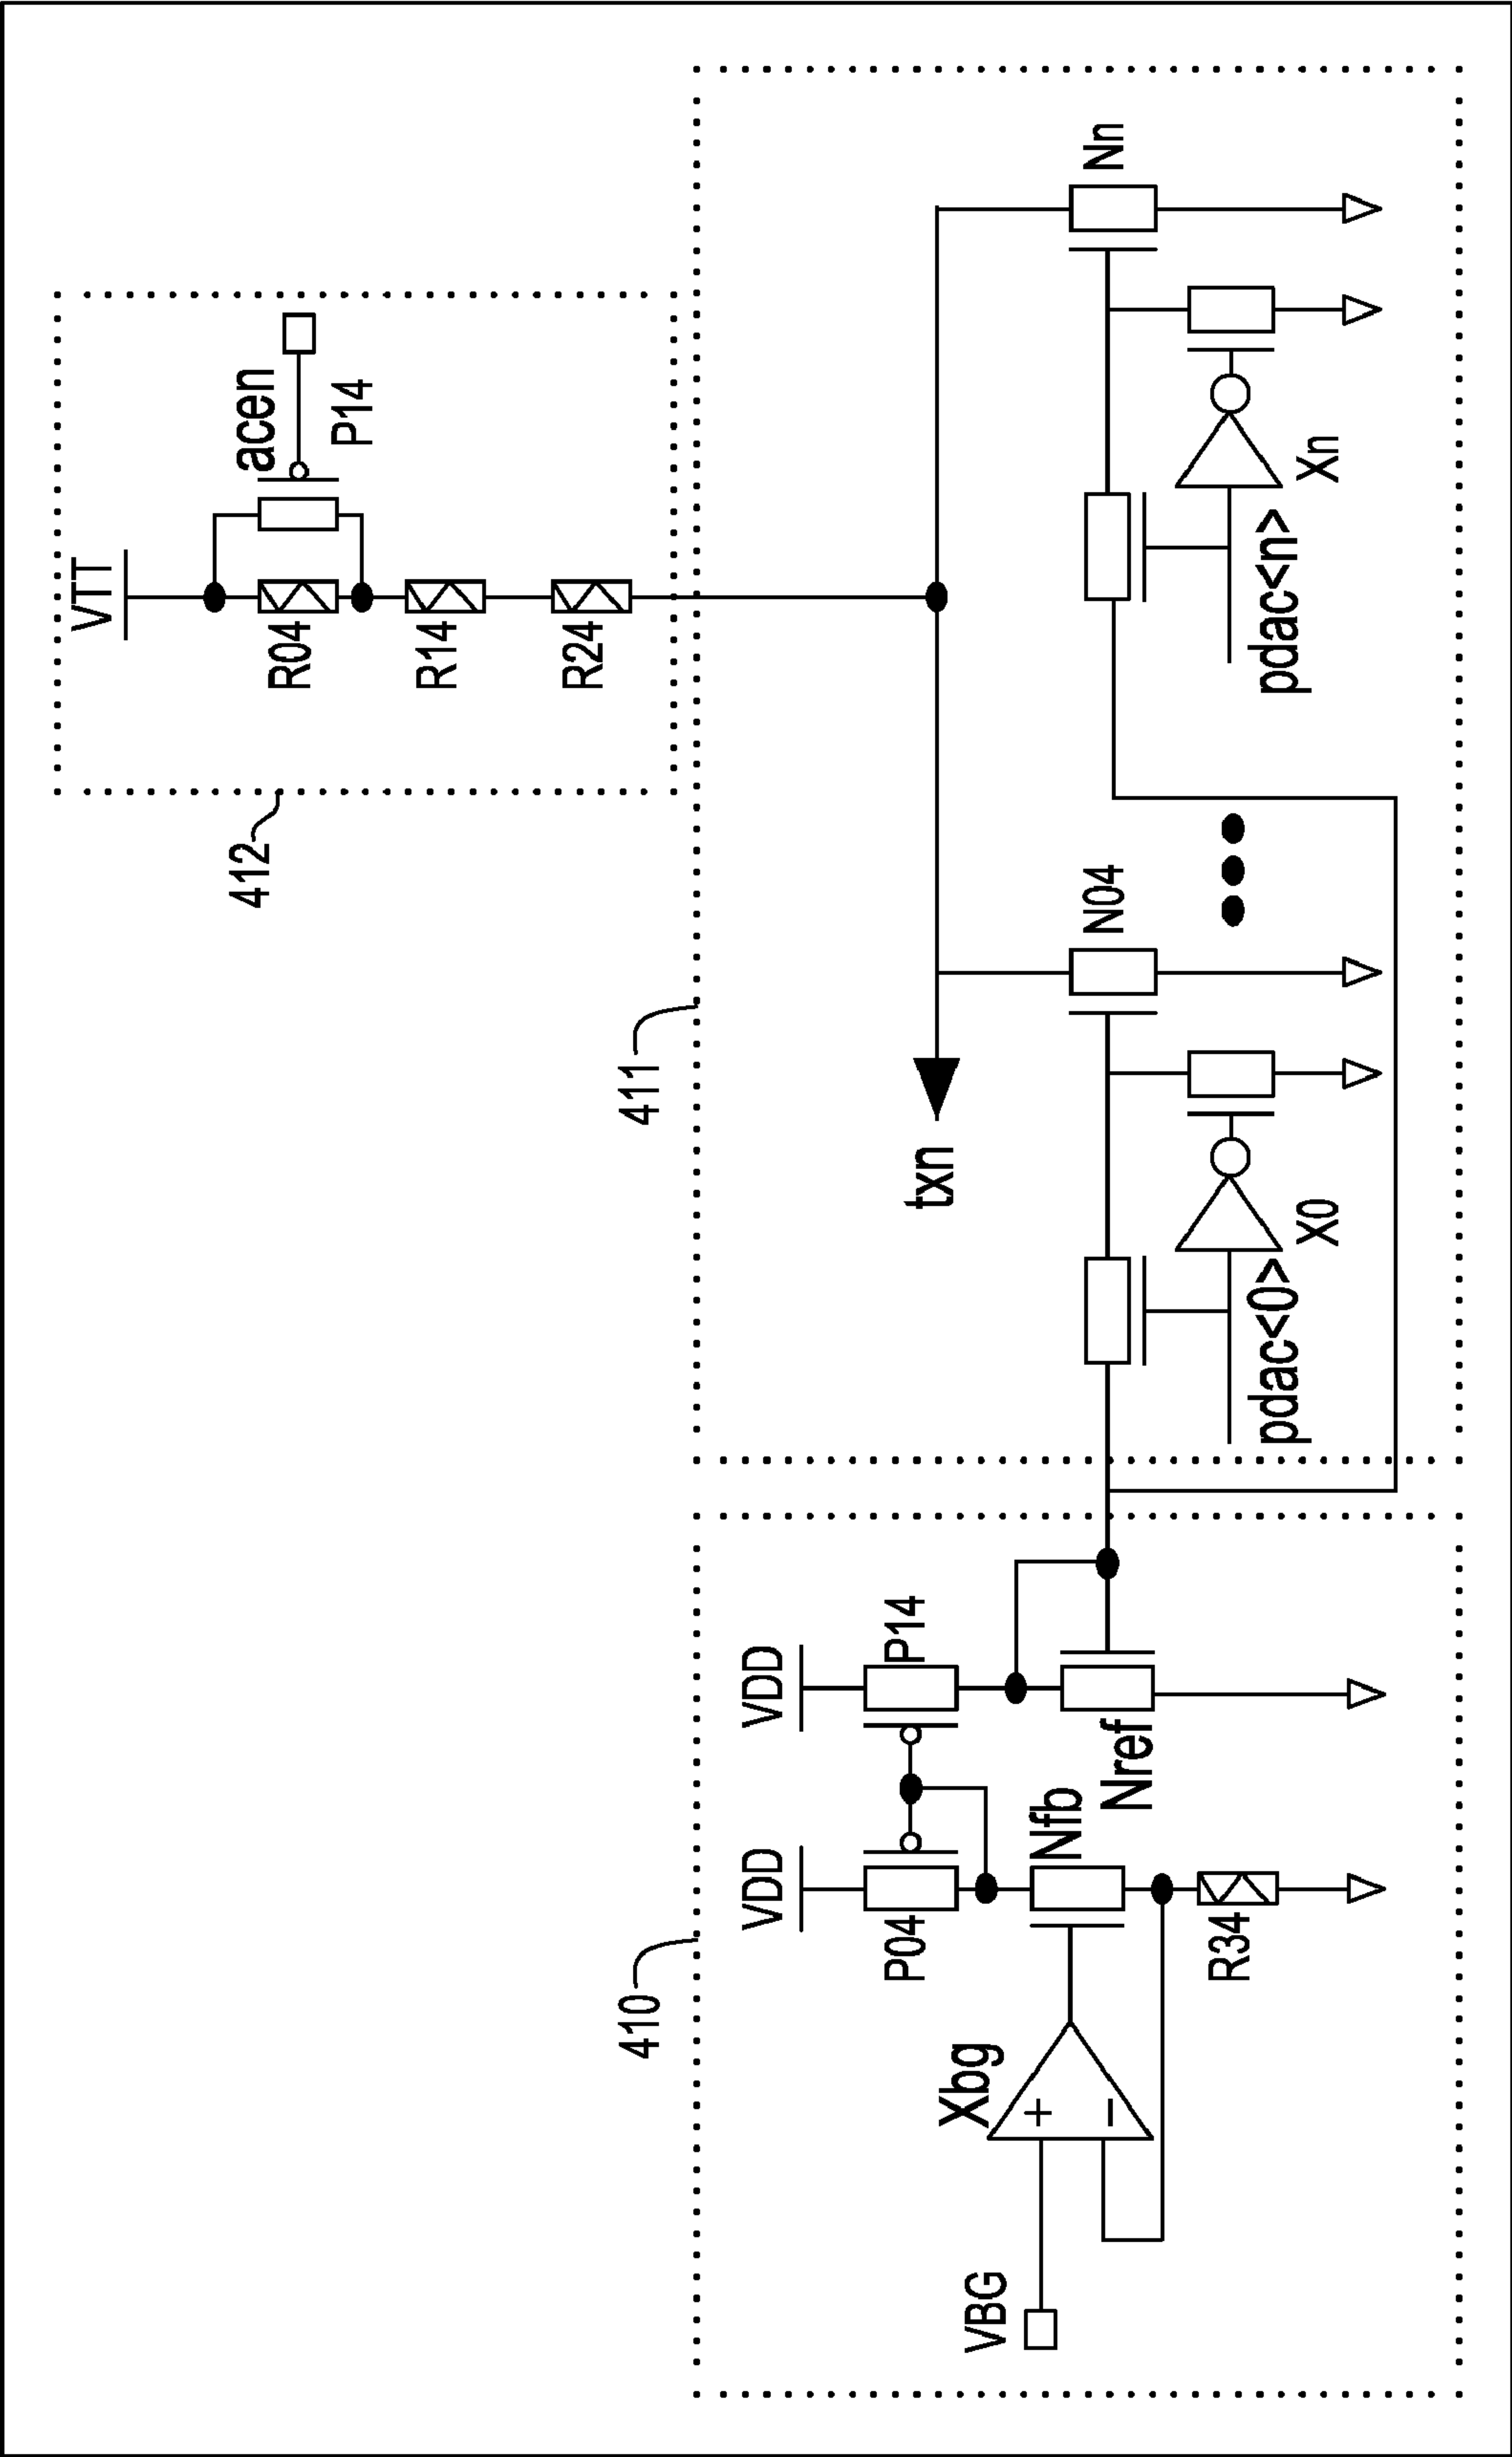 VTT
acen
P14
R04
R14
R24
412
411
410
txn
N04
Nn
X0
pdac<0>
Xn
pdac<n>
VDD
VDD
P04
P14
Nfb
Nref
Xbg
+
−
VBG
R34